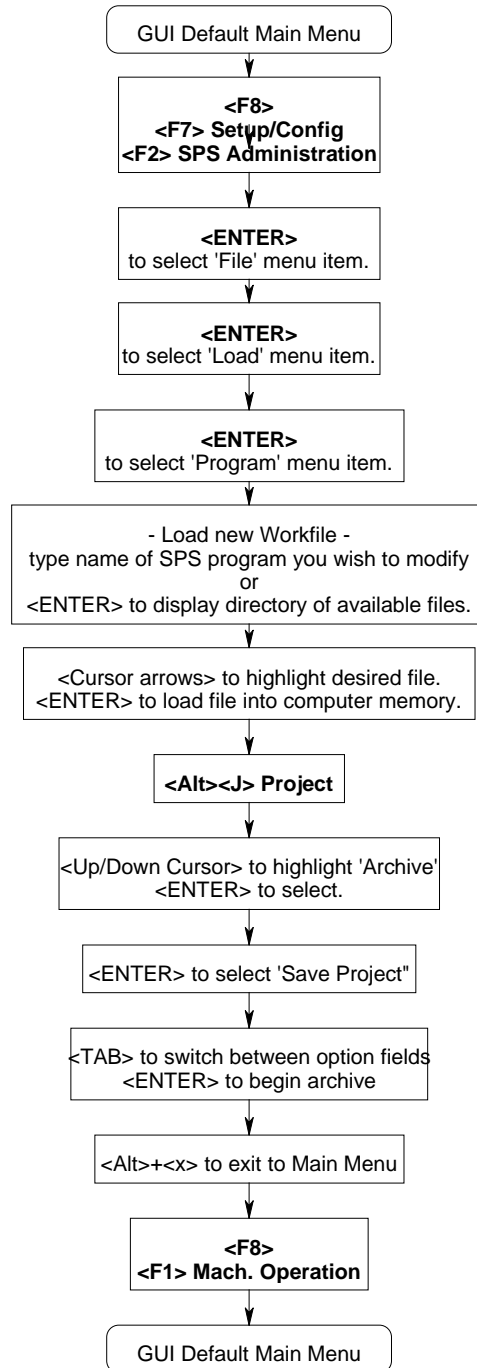 GUI Default Main Menu
<F8>
<F7> Setup/Config
<F2> SPS Administration
<ENTER>
to select 'File' menu item.
<ENTER>
to select 'Load' menu item.
<ENTER>
to select 'Program' menu item.
- Load new Workfile -
type name of SPS program you wish to modify
or
<ENTER> to display directory of available files.
<Cursor arrows> to highlight desired file.
<ENTER> to load file into computer memory.
<Alt><J> Project
<Up/Down Cursor> to highlight 'Archive'
<ENTER> to select.
<ENTER> to select 'Save Project"
<TAB> to switch between option fields
<ENTER> to begin archive
<Alt>+<x> to exit to Main Menu
<F8>
<F1> Mach. Operation
GUI Default Main Menu